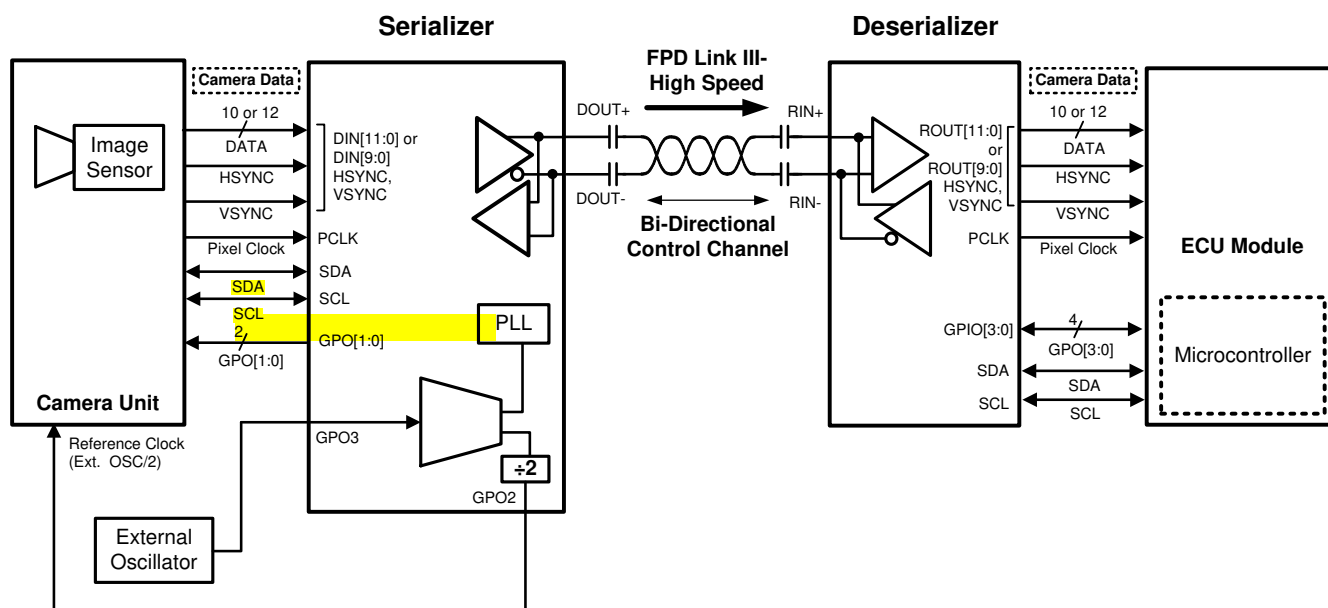 Serializer
Deserializer
FPD Link III-
High Speed
Camera Data
Camera Data
10 or 12
DATA
HSYNC
VSYNC
Pixel Clock
SDA
SCL
2
GPO[1:0]
Image
Sensor
Camera Unit
DIN[11:0] or
DIN[9:0]
HSYNC,
VSYNC
PCLK
SDA
SCL
GPO[1:0]
PLL
GPO3
÷2
GPO2
Reference Clock
(Ext. OSC/2)
External
Oscillator
DOUT+
DOUT-
RIN+
RIN-
Bi-Directional
Control Channel
ROUT[11:0]
or
ROUT[9:0]
HSYNC,
VSYNC
PCLK
GPIO[3:0]
SDA
SCL
10 or 12
DATA
HSYNC
VSYNC
Pixel Clock
4
GPO[3:0]
SDA
SCL
ECU Module
Microcontroller